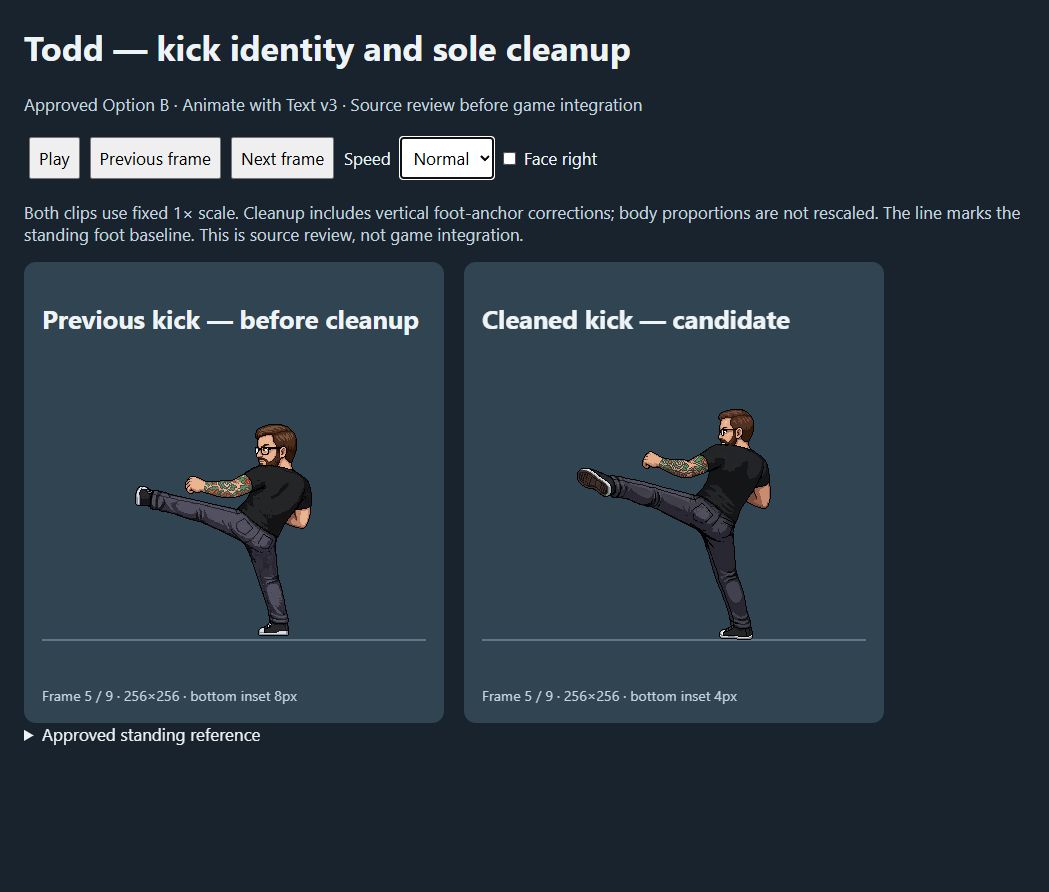 Todd — kick identity and sole cleanup
Approved Option B · Animate with Text v3 · Source review before game integration
Play Previous frame Next frame Speed Normal Face right
Both clips use fixed 1× scale. Cleanup includes vertical foot-anchor corrections; body proportions are not rescaled. The line marks the
standing foot baseline. This is source review, not game integration.
Previous kick — before cleanup
Frame 5 / 9 · 256×256 · bottom inset 8px
Cleaned kick — candidate
Frame 5 / 9 · 256×256 · bottom inset 4px
Approved standing reference